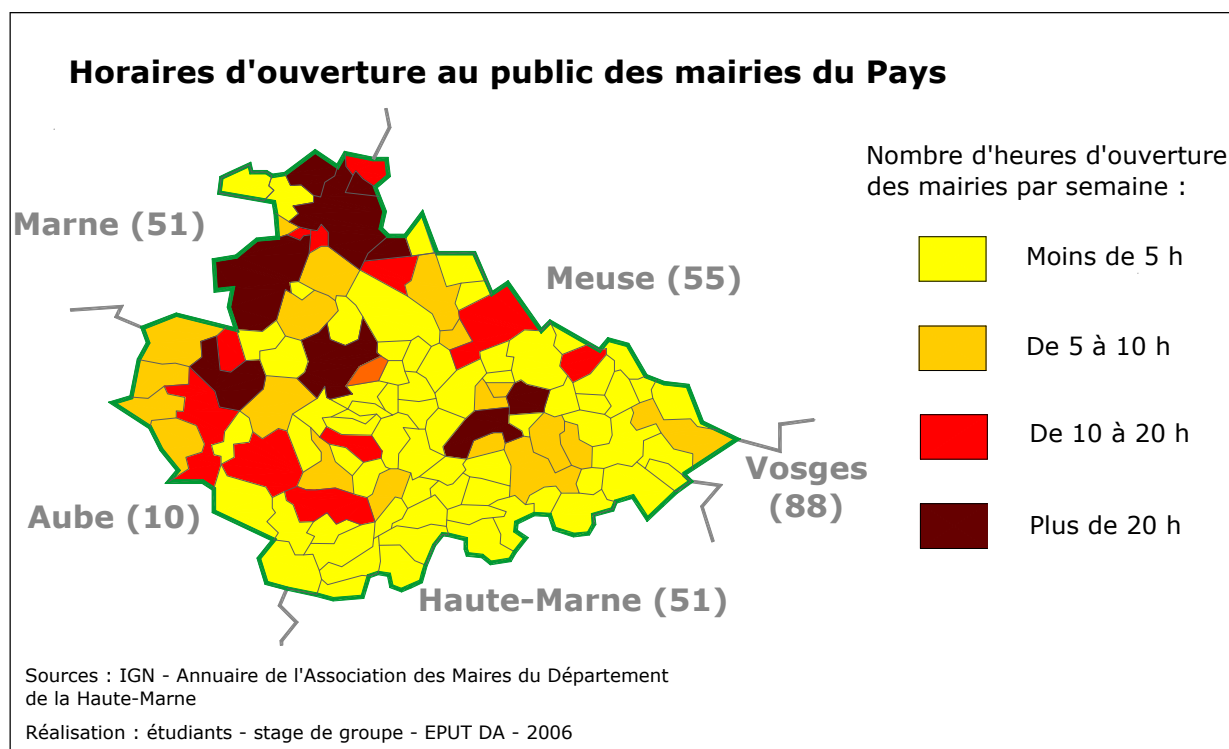 Horaires d'ouverture au public des mairies du Pays
Nombre d'heures d'ouverture
des mairies par semaine :
Marne (51)
Meuse (55)
Moins de 5 h
De 5 à 10 h
De 10 à 20 h
Vosges
(88)
Aube (10)
Plus de 20 h
Haute-Marne (51)
Sources : IGN - Annuaire de l'Association des Maires du Département
de la Haute-Marne
Réalisation : étudiants - stage de groupe - EPUT DA - 2006